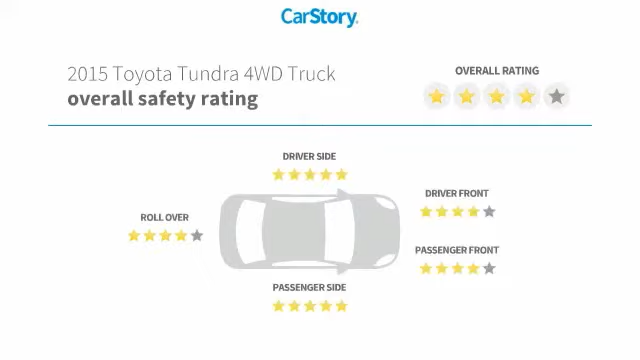 CarStory
2015 Toyota Tundra 4WD Truck
overall safety rating
OVERALL RATING
DRIVER SIDE
DRIVER FRONT
ROLL OVER
PASSENGER FRONT
PASSENGER SIDE